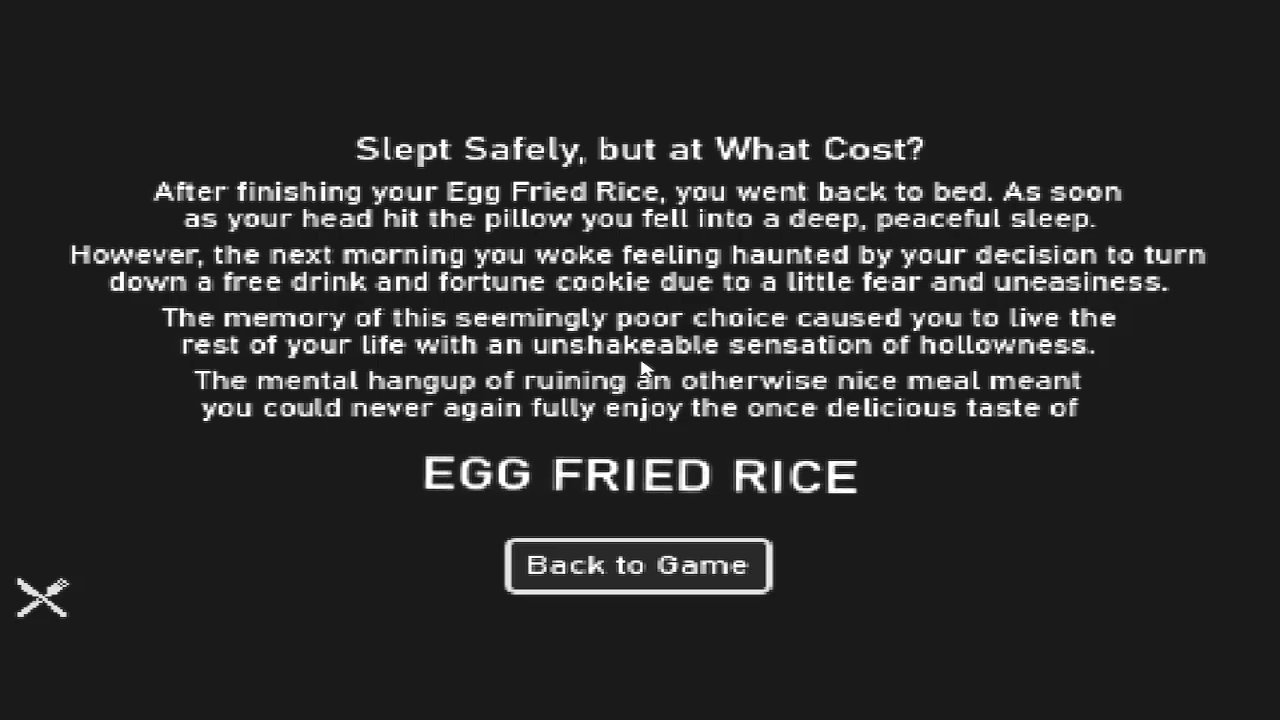 Slept Safely, but at What Cost?
After finishing your Egg Fried Rice, you went back to bed. As soon
as your head hit the pillow you fell into a deep, peaceful sleep.
However, the next morning you woke feeling haunted by your decision to turn
down a free drink and fortune cookie due to a little fear and uneasiness.
The memory of this seemingly poor choice caused you to live the
rest of your life with an unshakeable sensation of hollowness.
The mental hangup of ruining an otherwise nice meal meant
you could never again fully enjoy the once delicious taste of
EGG FRIED RICE
Back to Game